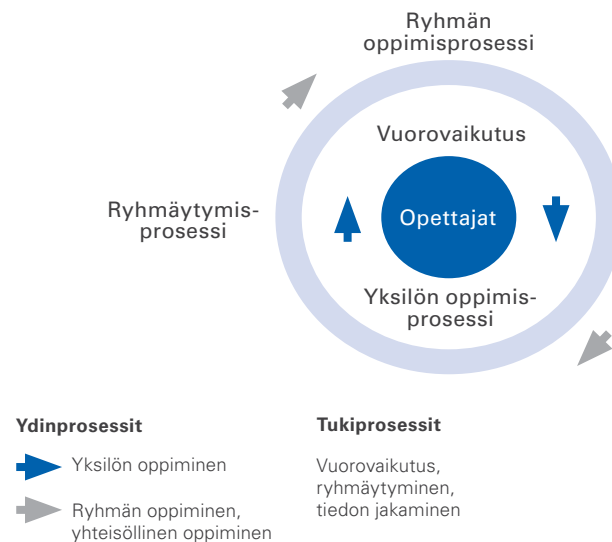 Ryhmän
oppimisprosessi
Vuorovaikutus
Ryhmäytymis-
prosessi
Opettajat
Yksilön oppimis-
prosessi
Ydinprosessit
Yksilön oppiminen
Ryhmän oppiminen,
yhteisöllinen oppiminen
Tukiprosessit
Vuorovaikutus,
ryhmäytyminen,
tiedon jakaminen